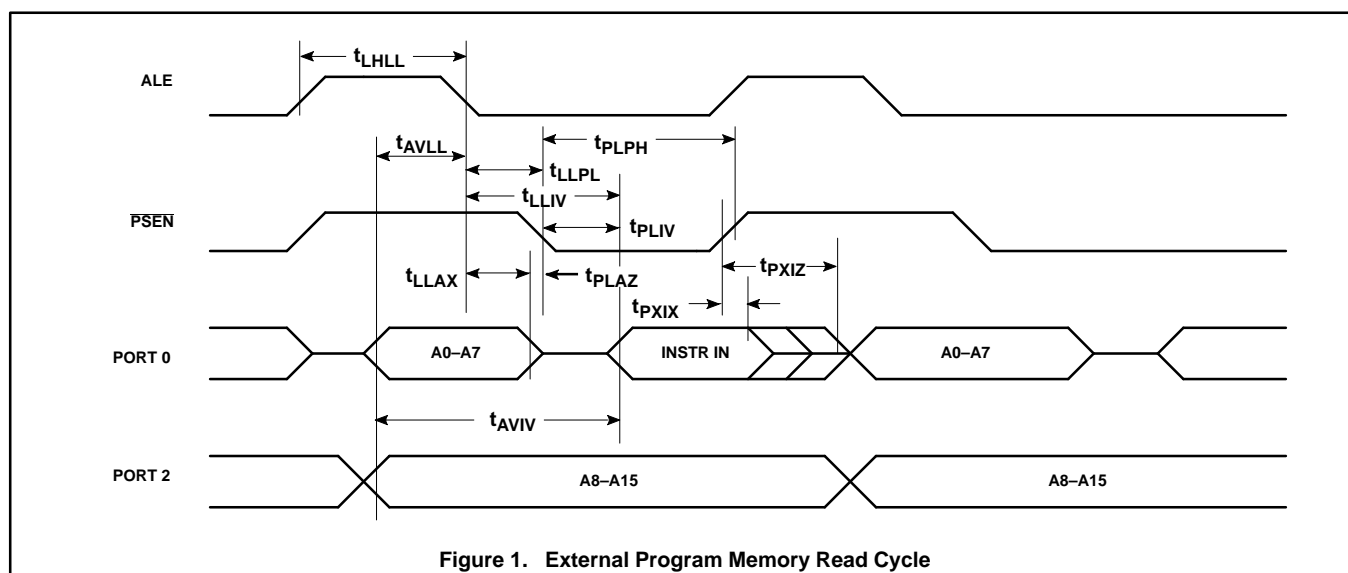 tLHLL
ALE
tAVLL
tPLPH
tLLPL
tLLIV
PSEN
tPLIV
tLLAX
tPLAZ
tPXIZ
tPXIX
PORT 0
A0–A7
INSTR IN
A0–A7
tAVIV
PORT 2
A8–A15
A8–A15
Figure 1. External Program Memory Read Cycle